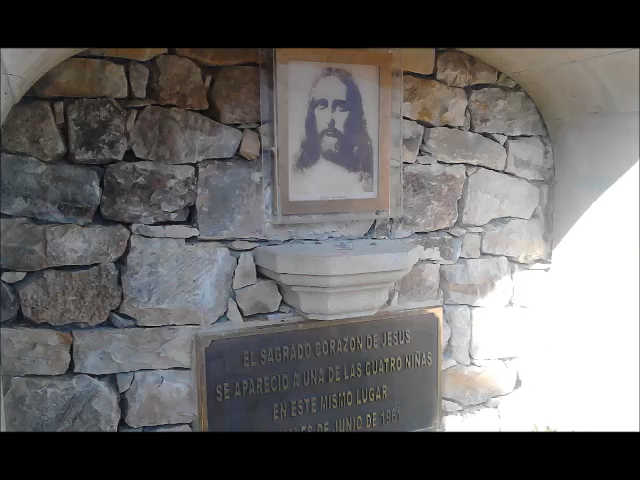 EL SAGRADO CORAZON DE JESUS
SE APARECIO A UNA DE LAS CUATRO NIÑAS
EN ESTE MISMO LUGAR
DE JUNIO DE 1961